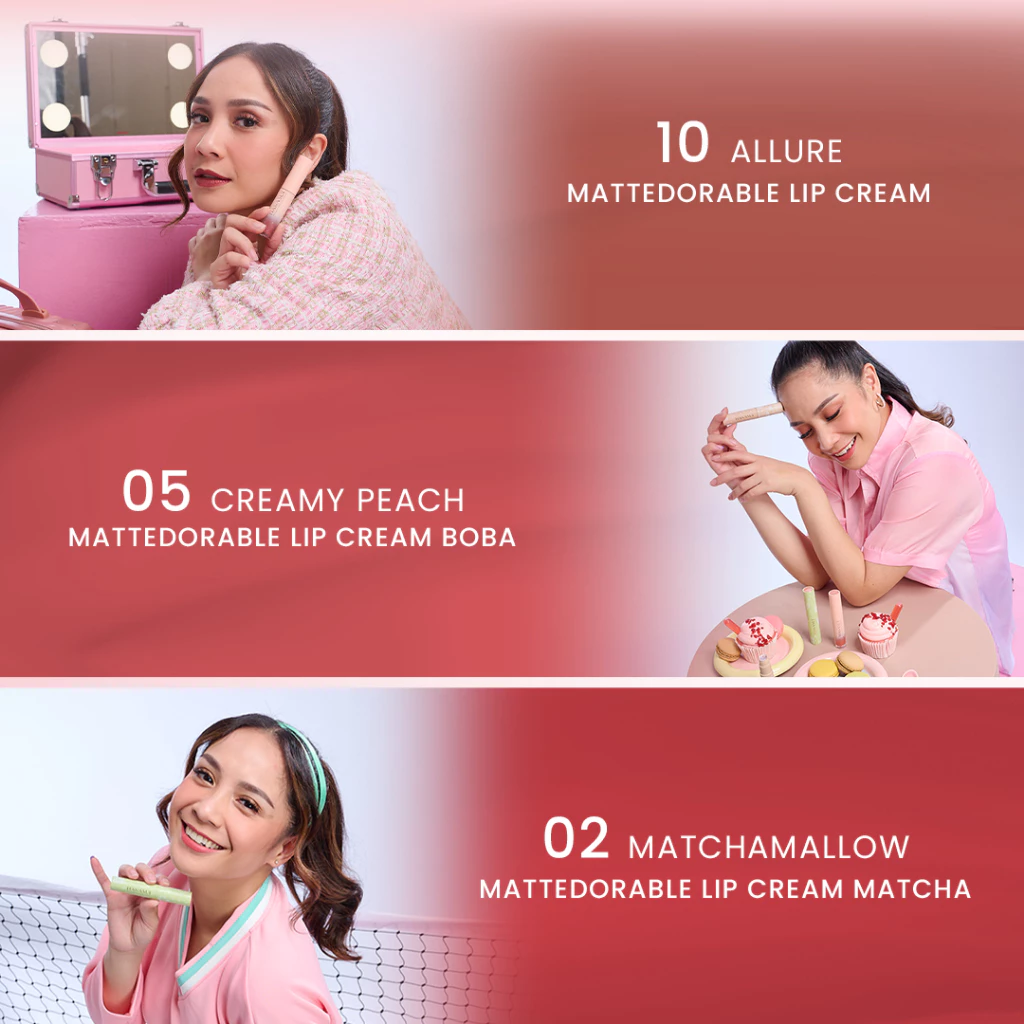 10 ALLURE
MATTEDORABLE LIP CREAM
05 CREAMY PEACH
MATTEDORABLE LIP CREAM BOBA
02 MATCHAMALLOW
MATTEDORABLE LIP CREAM MATCHA